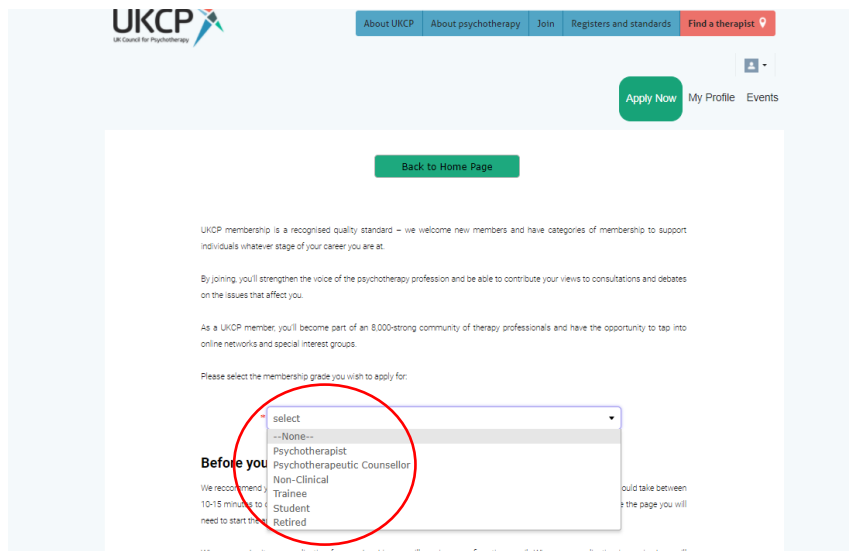 UKCP
UK Council for Psychotherapy
About UKCP About psychotherapy Join Registers and standards Find a therapist
Apply Now My Profile Events
Back to Home Page
UKCP membership is a recognised quality standard – we welcome new members and have categories of membership to support
individuals whatever stage of your career you are at.
By joining, you'll strengthen the voice of the psychotherapy profession and be able to contribute your views to consultations and debates
on the issues that affect you.
As a UKCP member, you'll become part of an 8,000-strong community of therapy professionals and have the opportunity to tap into
online networks and special interest groups.
Please select the membership grade you wish to apply for:
* select
--None--
Psychotherapist
Before you
Psychotherapeutic Counsellor
Non-Clinical
We reccommend
ould take between
Trainee
10-15 minutes to
e the page you will
Student
need to start the
Retired